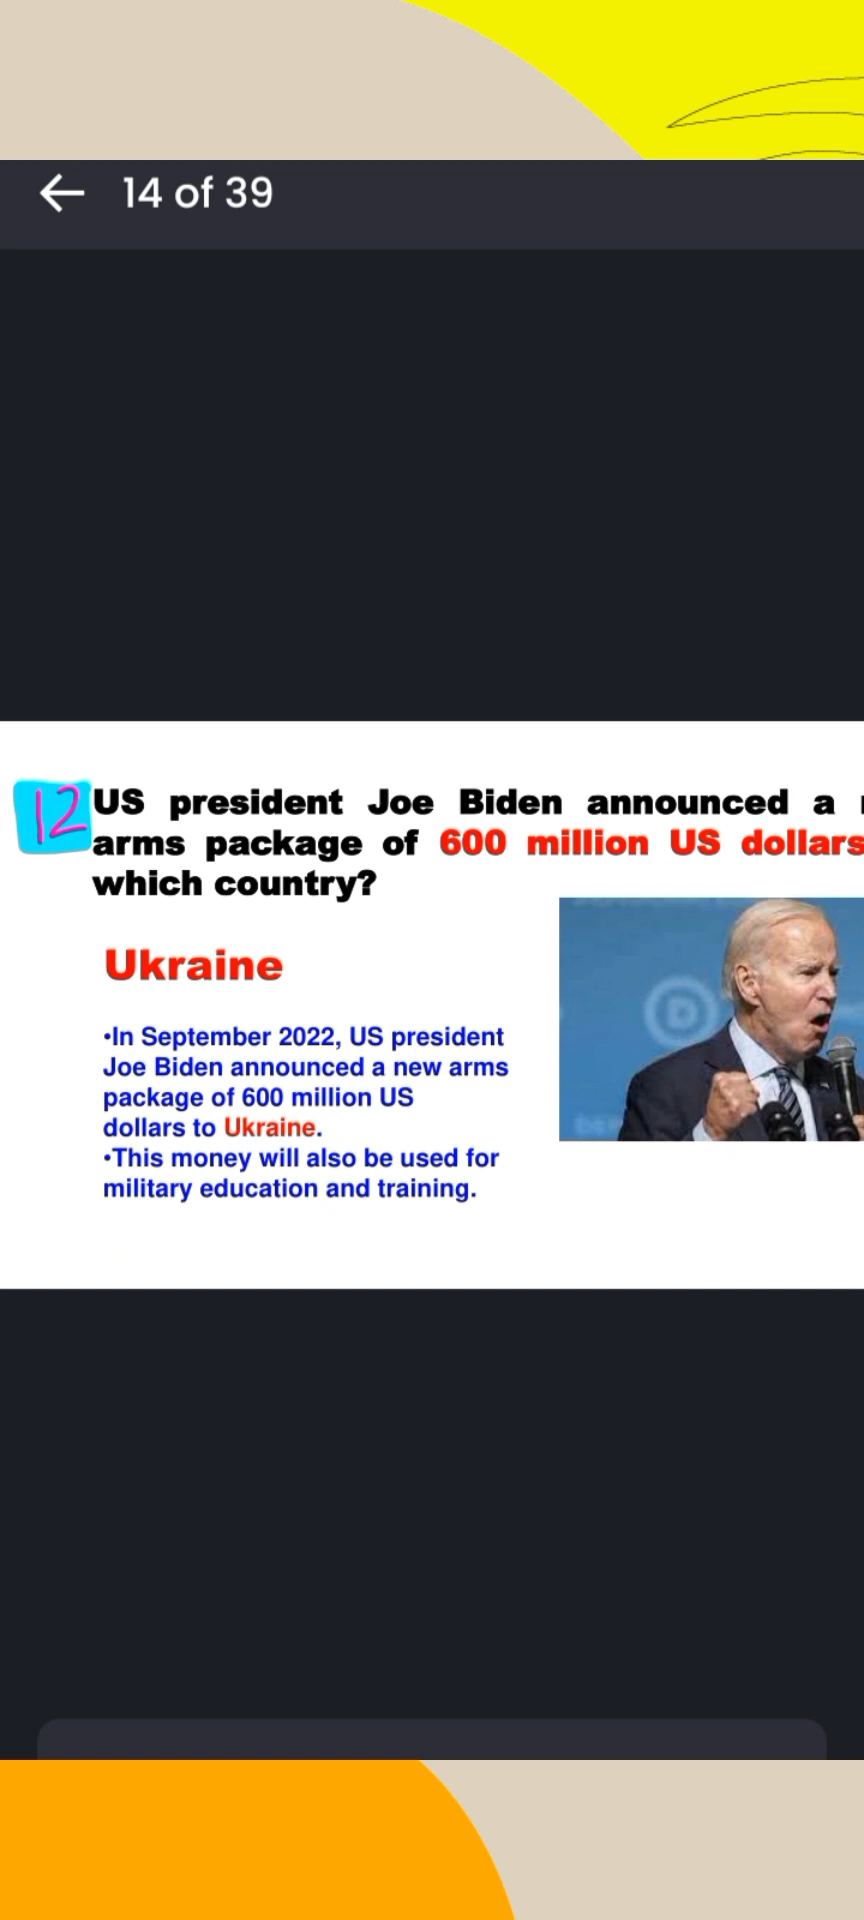 14 of 39
12
US president Joe Biden announced a
arms package of 600 million US dollars
which country?
Ukraine
•In September 2022, US president
Joe Biden announced a new arms
package of 600 million US
dollars to Ukraine.
•This money will also be used for
military education and training.
D